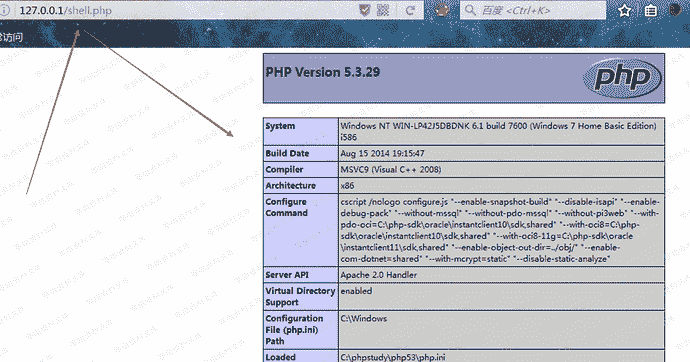 127.0.0.1/shell.php
百度 <Ctrl+K>
常访问
PHP Version 5.3.29
php
System
Windows NT WIN-LP42J5DBDNK 6.1 build 7600 (Windows 7 Home Basic Edition)
i586
Build Date
Aug 15 2014 19:15:47
Compiler
MSVC9 (Visual C++ 2008)
Architecture
x86
Configure
Command
cscript /nologo configure.js "--enable-snapshot-build" "--disable-isapi" "--enable-
debug-pack" "--without-mssql" "--without-pdo-mssql" "--without-pi3web" "--with-
pdo-oci=C:\php-sdk\oracle\instantclient10\sdk,shared" "--with-oci8=C:\php-
sdk\oracle\instantclient10\sdk,shared" "--with-oci8-11g=C:\php-sdk\oracle
\instantclient11\sdk,shared" "--enable-object-out-dir=../obj/" "--enable-
com-dotnet=shared" "--with-mcrypt=static" "--disable-static-analyze"
Server API
Apache 2.0 Handler
Virtual Directory
Support
enabled
Configuration
File (php.ini)
Path
C:\Windows
Loaded
C:\phpstudy\php53\php.ini